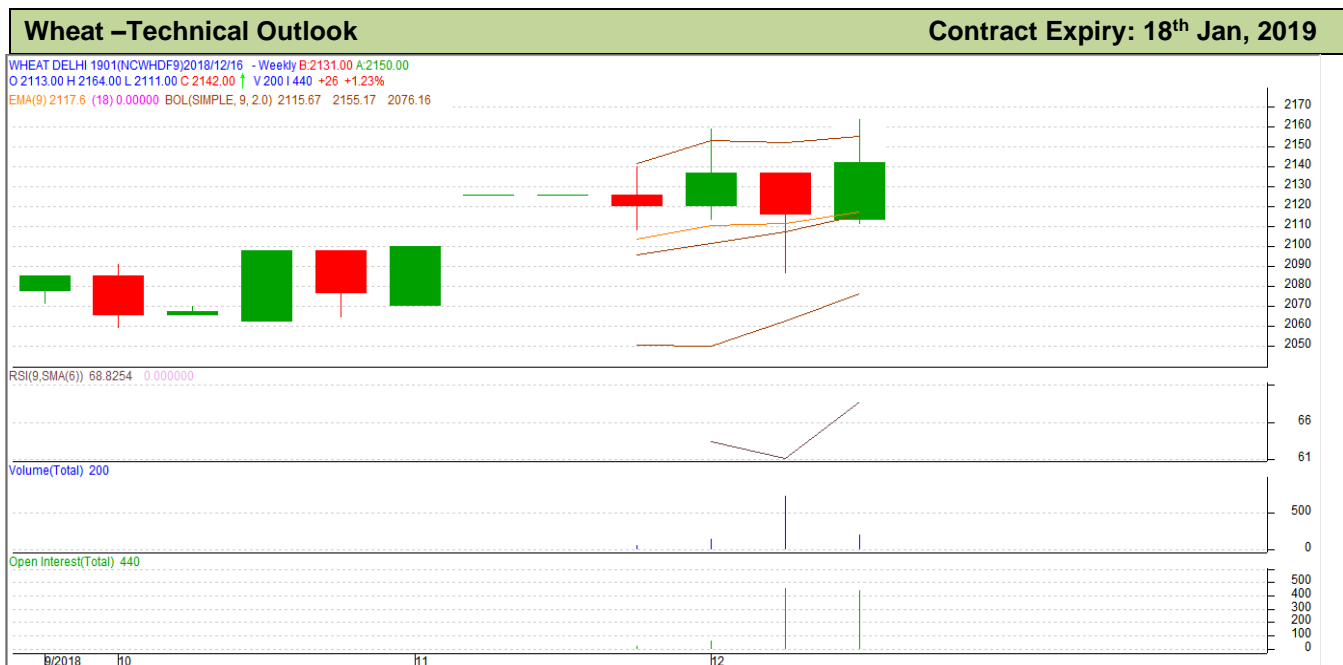 Wheat –Technical Outlook Contract Expiry: 18th Jan, 2019
WHEAT DELHI 1901(NCWHDF9)2018/12/16 - Weekly B:2131.00 A:2150.00
O 2113.00 H 2164.00 L 2111.00 C 2142.00 ↑ V 200 I 440 +26 +1.23%
EMA(9) 2117.6 (18) 0.00000 BOL(SIMPLE, 9, 2.0) 2115.67 2155.17 2076.16
2170
2160
2150
2140
2130
2120
2110
2100
2090
2080
2070
2060
2050
RSI(9,SMA(6)) 68.8254 0.000000
66
61
Volume(Total) 200
500
0
Open Interest(Total) 440
500
400
300
200
100
0
9/2018 10 11 12